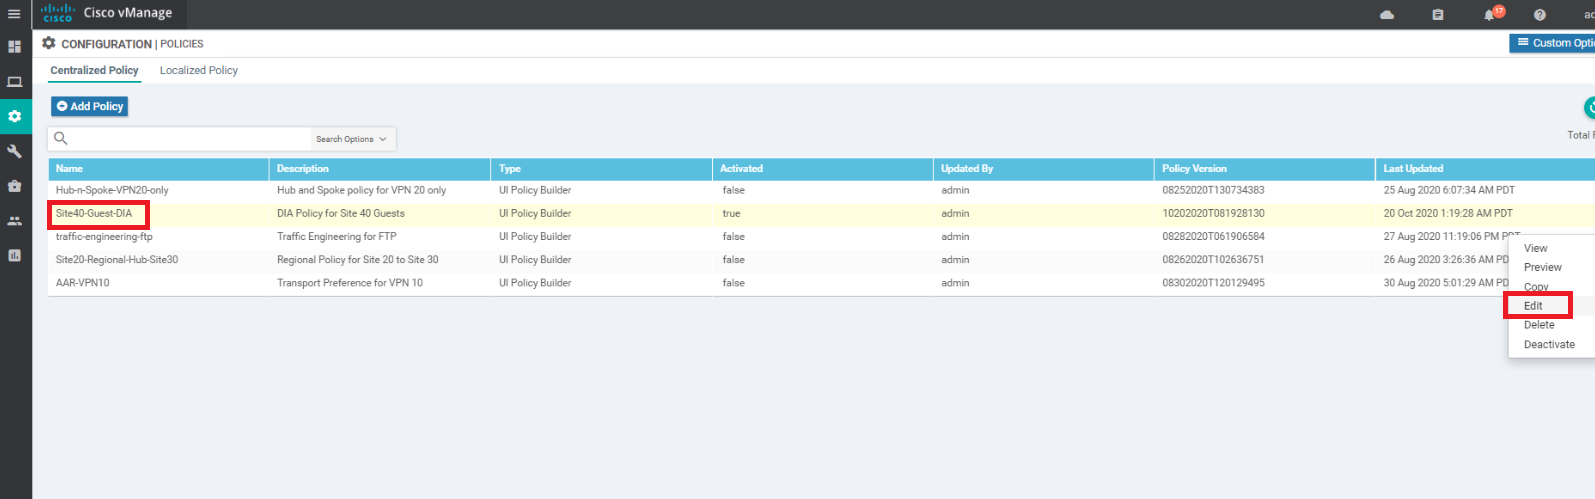 cisco Cisco vManage 17 ac
CONFIGURATION | POLICIES Custom Optio
Centralized Policy Localized Policy
Add Policy
Search Options Total R
Name Description Type Activated Updated By Policy Version Last Updated
Hub-n-Spoke-VPN20-only Hub and Spoke policy for VPN 20 only UI Policy Builder false admin 08252020T130734383 25 Aug 2020 6:07:34 AM PDT
Site40-Guest-DIA DIA Policy for Site 40 Guests UI Policy Builder true admin 10202020T081928130 20 Oct 2020 1:19:28 AM PDT
traffic-engineering-ftp Traffic Engineering for FTP UI Policy Builder false admin 08282020T061906584 27 Aug 2020 11:19:06 PM PDT
View
Site20-Regional-Hub-Site30 Regional Policy for Site 20 to Site 30 UI Policy Builder false admin 08262020T102636751 26 Aug 2020 3:26:36 AM PD
Preview
AAR-VPN10 Transport Preference for VPN 10 UI Policy Builder false admin 08302020T120129495 30 Aug 2020 5:01:29 AM PD
Copy
Edit
Delete
Deactivate